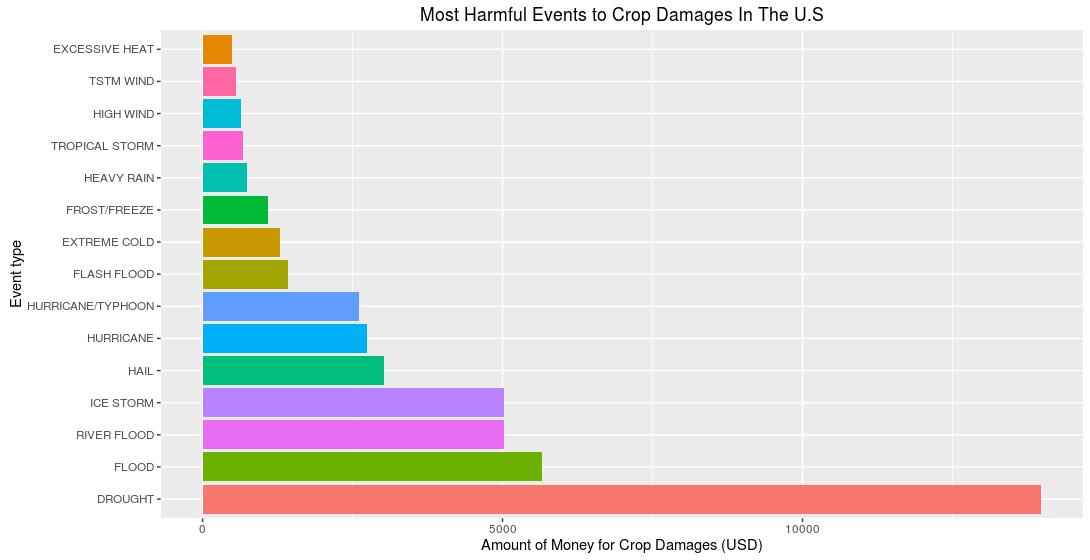 Most Harmful Events to Crop Damages In The U.S
EXCESSIVE HEAT
TSTM WIND
HIGH WIND
TROPICAL STORM
HEAVY RAIN
FROST/FREEZE
EXTREME COLD
FLASH FLOOD
HURRICANE/TYPHOON
HURRICANE
HAIL
ICE STORM
RIVER FLOOD
FLOOD
DROUGHT
Event type
0 5000 10000
Amount of Money for Crop Damages (USD)